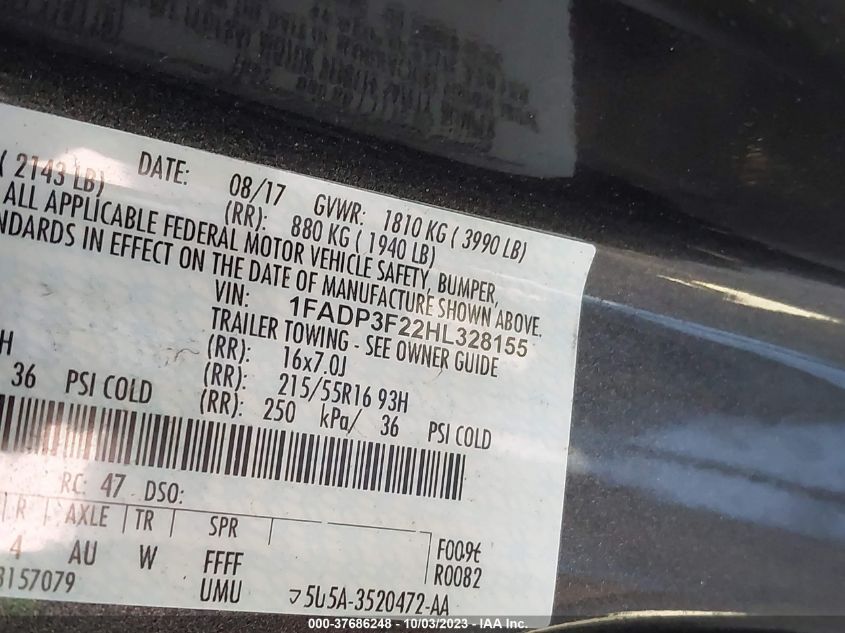 ( 2143 LB)
DATE: 08/17 GVWR: 1810 KG ( 3990 LB)
(RR): 880 KG ( 1940 LB)
ALL APPLICABLE FEDERAL MOTOR VEHICLE SAFETY, BUMPER,
NDARDS IN EFFECT ON THE DATE OF MANUFACTURE SHOWN ABOVE.
VIN: 1FADP3F22HL328155
TRAILER TOWING - SEE OWNER GUIDE
(RR): 16x7.0J
H (RR): 215/55R16 93H
36 PSI COLD (RR): 250 kPa/ 36 PSI COLD
RC: 47 DSO:
R AXLE TR SPR
4 AU W FFFF
UMU
3157079
R0082
5U5A-3520472-AA
000-37686248 - 10/03/2023 - IAA Inc.